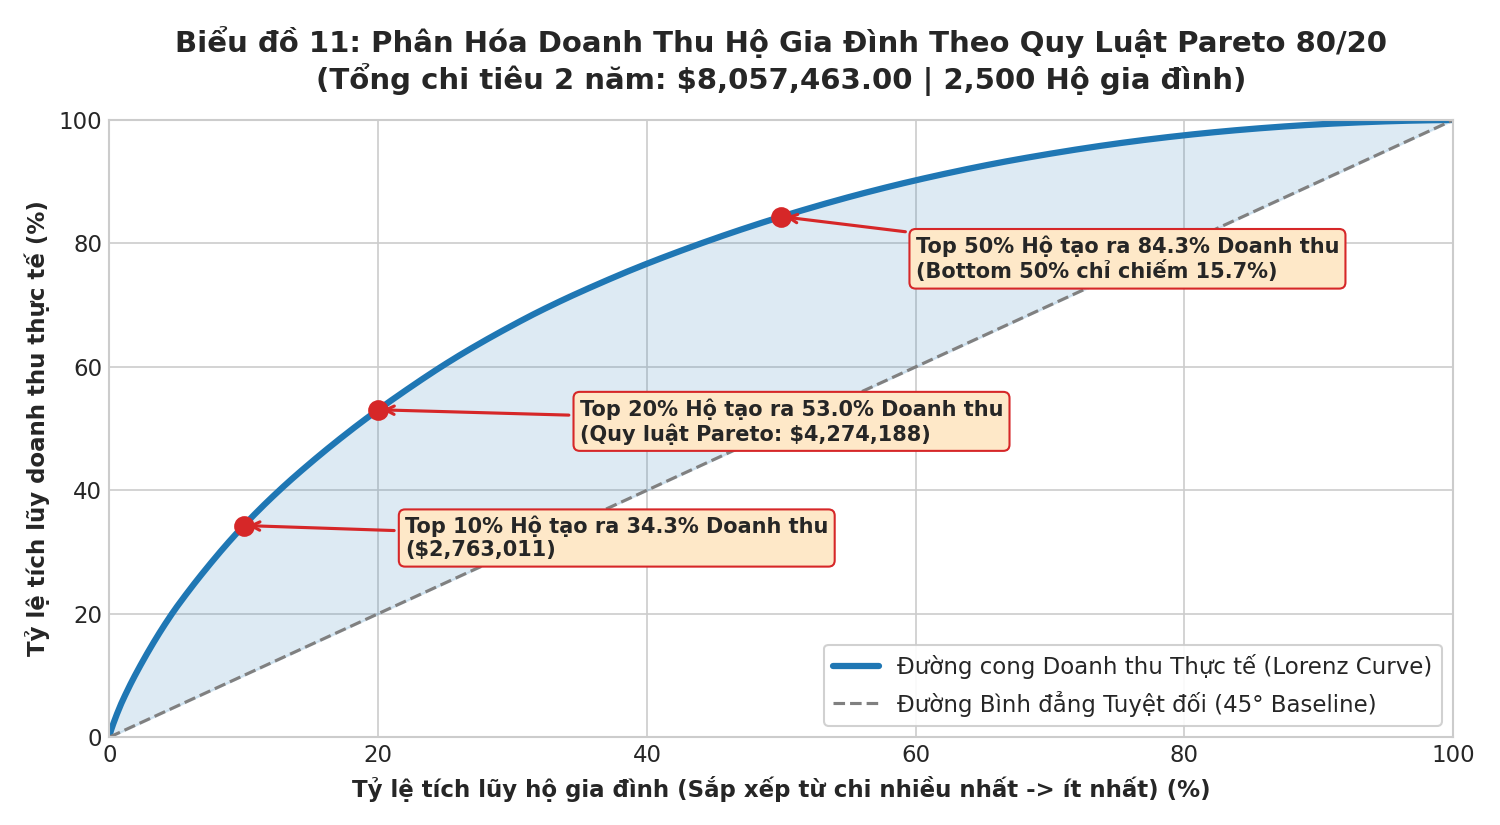 Biểu đồ 11: Phân Hóa Doanh Thu Hộ Gia Đình Theo Quy Luật Pareto 80/20
(Tổng chi tiêu 2 năm: $8,057,463.00 | 2,500 Hộ gia đình)
Tỷ lệ tích lũy doanh thu thực tế (%)
100
80
60
40
20
0
Top 50% Hộ tạo ra 84.3% Doanh thu
(Bottom 50% chỉ chiếm 15.7%)
Top 20% Hộ tạo ra 53.0% Doanh thu
(Quy luật Pareto: $4,274,188)
Top 10% Hộ tạo ra 34.3% Doanh thu
($2,763,011)
Đường cong Doanh thu Thực tế (Lorenz Curve)
Đường Bình đẳng Tuyệt đối (45° Baseline)
0 20 40 60 80 100
Tỷ lệ tích lũy hộ gia đình (Sắp xếp từ chi nhiều nhất -> ít nhất) (%)